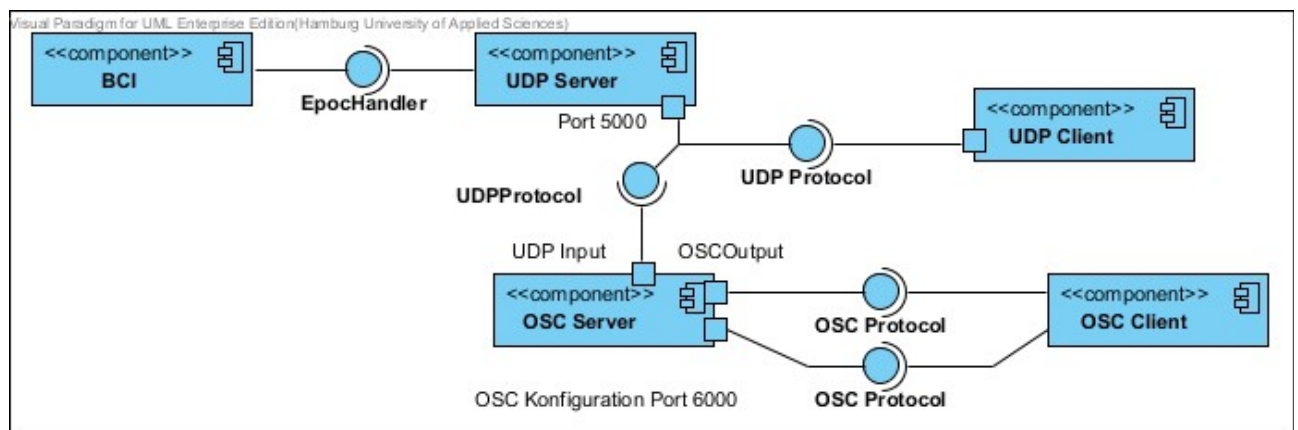 Visual Paradigm for UML Enterprise Edition(Hamburg University of Applied Sciences)
<<component>>
BCI
EpocHandler
<<component>>
UDP Server
Port 5000
<<component>>
UDP Client
UDP Protocol
UDPProtocol
UDP Input
OSCOutput
<<component>>
OSC Server
OSC Protocol
<<component>>
OSC Client
OSC Konfiguration Port 6000
OSC Protocol